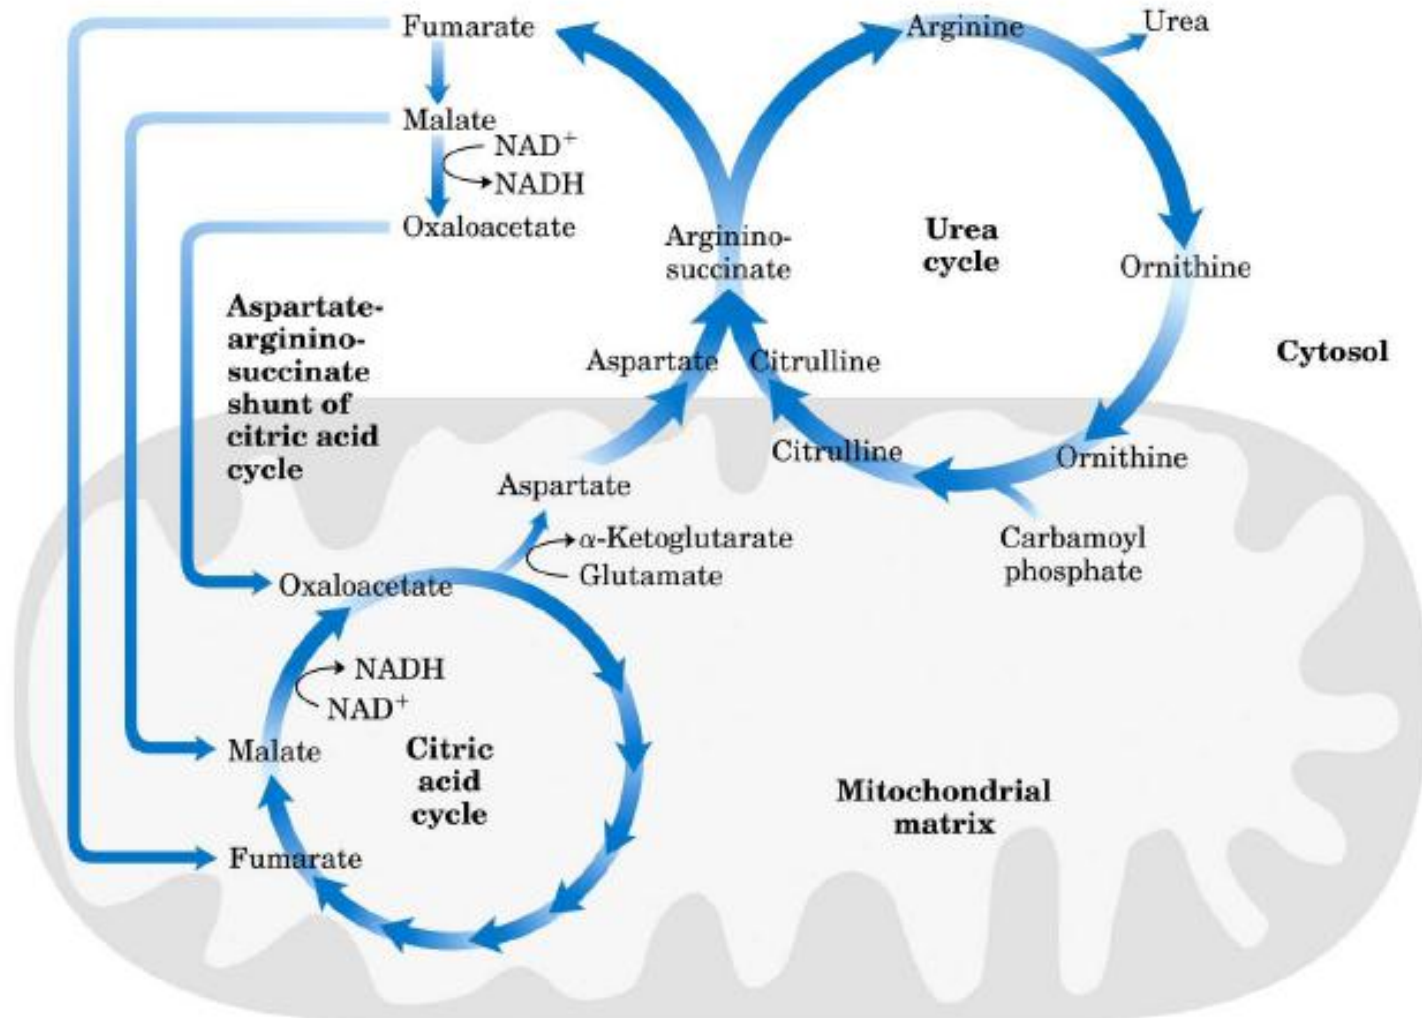 Fumarate
Arginine
Urea
Malate
NAD⁺
NADH
Oxaloacetate
Arginino-
succinate
Urea
cycle
Ornithine
Aspartate-
arginino-
succinate
shunt of
citric acid
cycle
Aspartate
Citrulline
Cytosol
Citrulline
Ornithine
Aspartate
α-Ketoglutarate
Glutamate
Carbamoyl
phosphate
Oxaloacetate
NADH
NAD⁺
Malate
Citric
acid
cycle
Mitochondrial
matrix
Fumarate